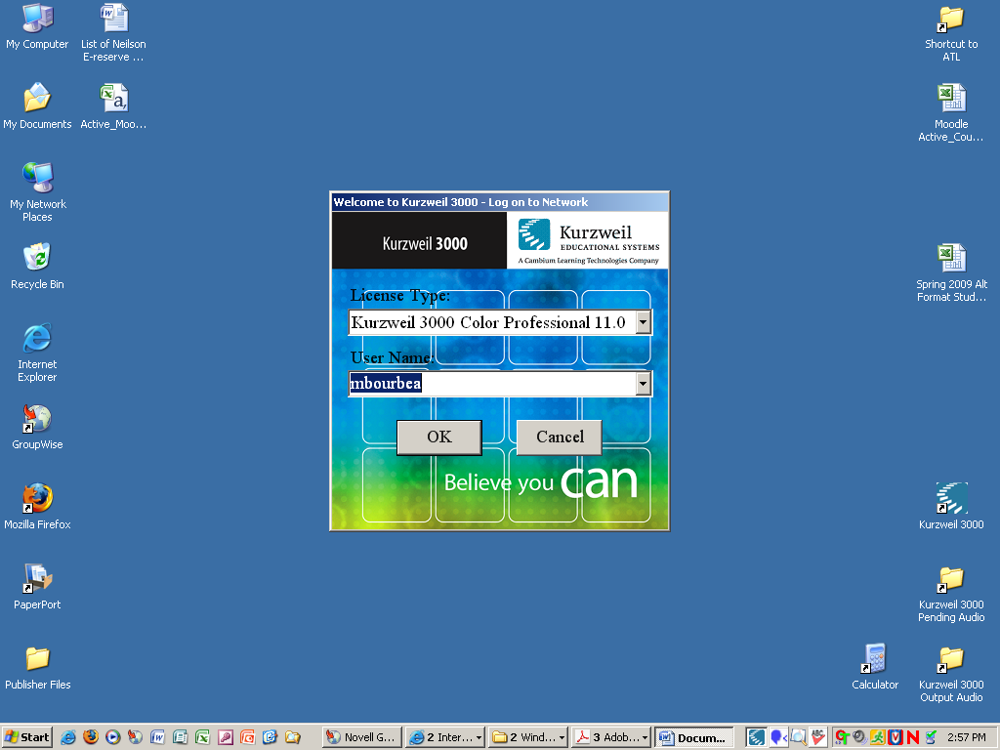 My Computer
List of Neilson
E-reserve ...
My Documents
Active_Moo...
My Network
Places
Recycle Bin
Internet
Explorer
GroupWise
Mozilla Firefox
PaperPort
Publisher Files
Welcome to Kurzweil 3000 - Log on to Network
Kurzweil 3000
Kurzweil
EDUCATIONAL SYSTEMS
A Cambium Learning Technologies Company
License Type:
Kurzweil 3000 Color Professional 11.0
User Name:
mbourbea
OK
Cancel
Believe you can
Shortcut to
ATL
Moodle
Active_Cou...
Spring 2009 Alt
Format Stud...
Kurzweil 3000
Kurzweil 3000
Pending Audio
Calculator
Kurzweil 3000
Output Audio
Start
Novell G...
2 Inter...
2 Wind...
3 Adob...
Docum...
2:57 PM